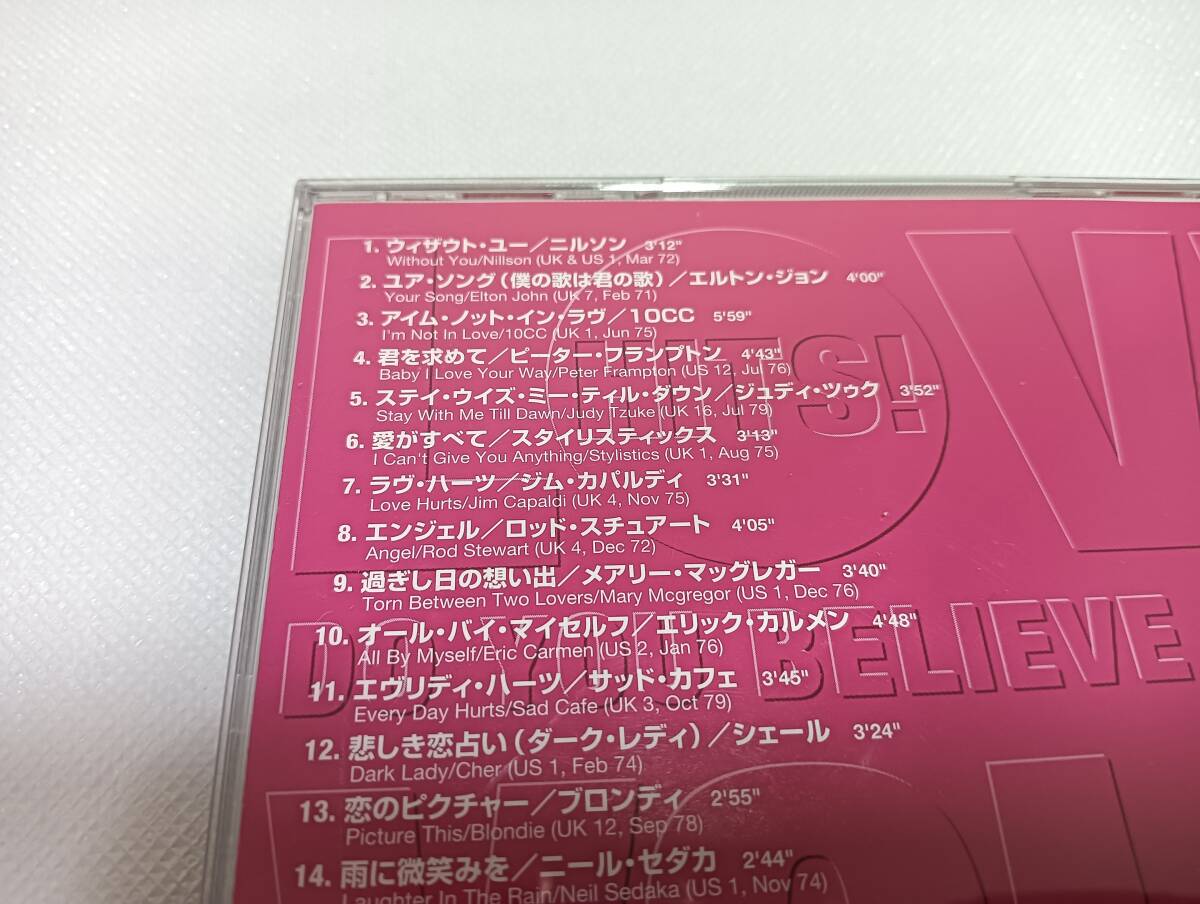 1. ウィザウト・ユー／ニルソン 3'12"
Without You/Nillson (UK & US 1, Mar 72)
2. ユア・ソング（僕の歌は君の歌）／エルトン・ジョン 4'00"
Your Song/Elton John (UK 7, Feb 71)
3. アイム・ノット・イン・ラヴ／10CC 5'59"
I'm Not In Love/10CC (UK 1, Jun 75)
4. 君を求めて／ピーター・フランプトン 4'43"
Baby I Love Your Way/Peter Frampton (US 12, Jul 76)
5. ステイ・ウイズ・ミー・ティル・ダウン／ジュディ・ツゥク 3'52"
Stay With Me Till Dawn/Judy Tzuke (UK 16, Jul 79)
6. 愛がすべて／スタイリスティックス 3'13"
I Can't Give You Anything/Stylistics (UK 1, Aug 75)
7. ラヴ・ハーツ／ジム・カパルディ 3'31"
Love Hurts/Jim Capaldi (UK 4, Nov 75)
8. エンジェル／ロッド・スチュアート 4'05"
Angel/Rod Stewart (UK 4, Dec 72)
9. 過ぎし日の想い出／メアリー・マッグレガー 3'40"
Torn Between Two Lovers/Mary Mcgregor (US 1, Dec 76)
10. オール・バイ・マイセルフ／エリック・カルメン 4'48"
All By Myself/Eric Carmen (US 2, Jan 76)
11. エヴリディ・ハーツ／サッド・カフェ 3'45"
Every Day Hurts/Sad Cafe (UK 3, Oct 79)
12. 悲しき恋占い（ダーク・レディ）／シェール 3'24"
Dark Lady/Cher (US 1, Feb 74)
13. 恋のピクチャー／ブロンディ 2'55"
Picture This/Blondie (UK 12, Sep 78)
14. 雨に微笑みを／ニール・セダカ 2'44"
Laughter In The Rain/Neil Sedaka (US 1, Nov 74)
HITS!
DO YOU BELIEVE